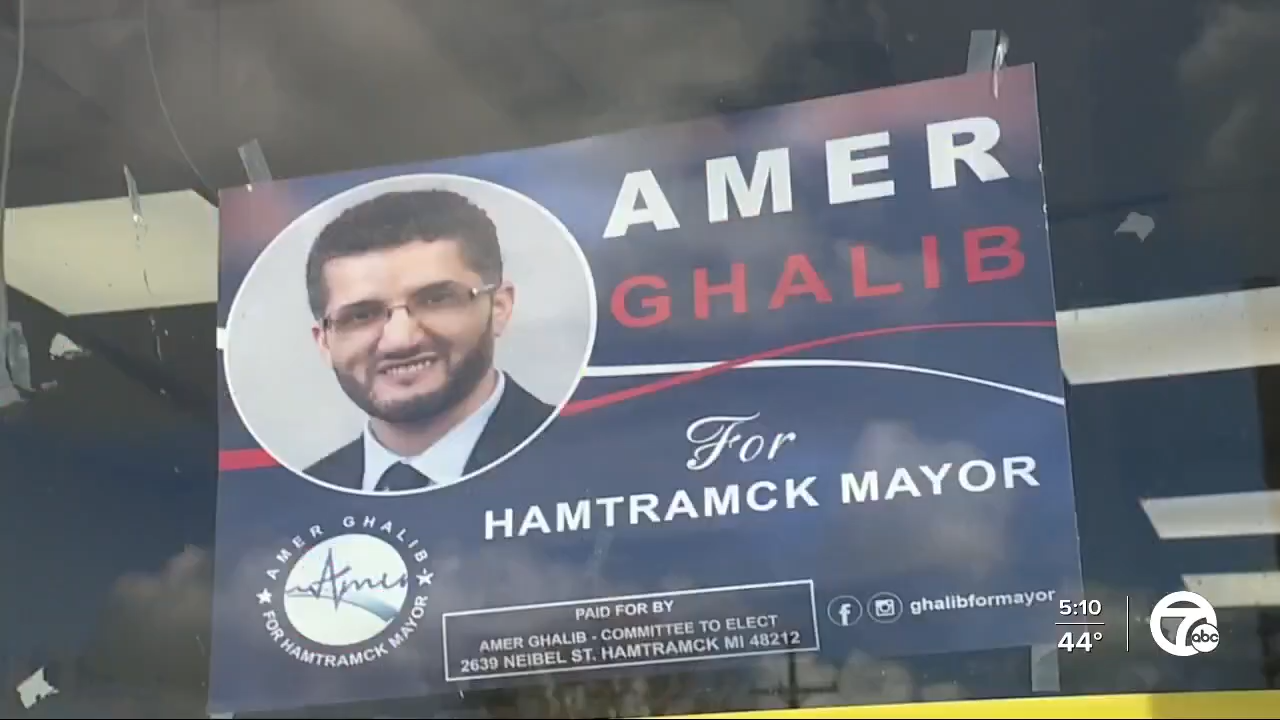 AMER
GHALIB
For
HAMTRAMCK MAYOR
AMER GHALIB
Amer
FOR HAMTRAMCK MAYOR
PAID FOR BY
AMER GHALIB - COMMITTEE TO ELECT
2639 NEIBEL ST. HAMTRAMCK MI 48212
ghalibformayor
5:10
44°
7 abc